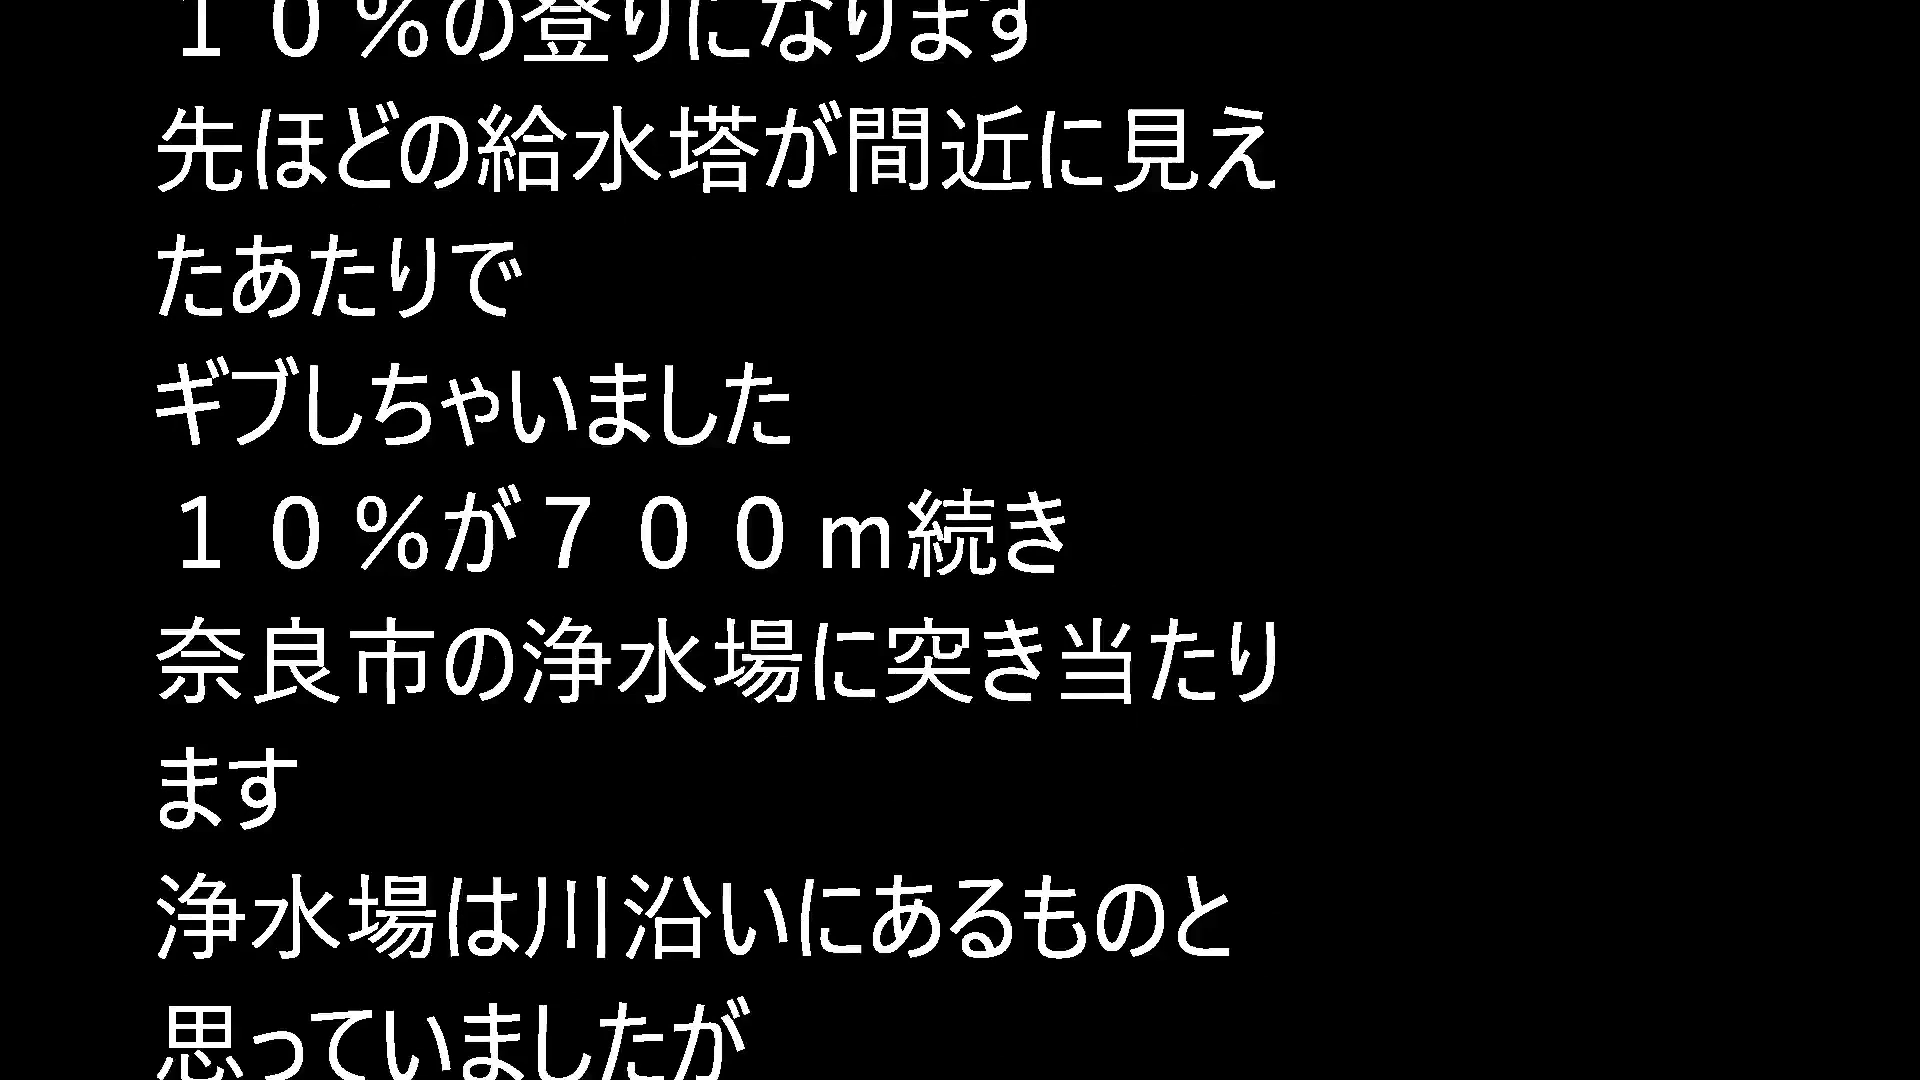 １０％の登りになります
先ほどの給水塔が間近に見え
たあたりで
ギブしちゃいました
１０％が７００ｍ続き
奈良市の浄水場に突き当たり
ます
浄水場は川沿いにあるものと
思っていましたが